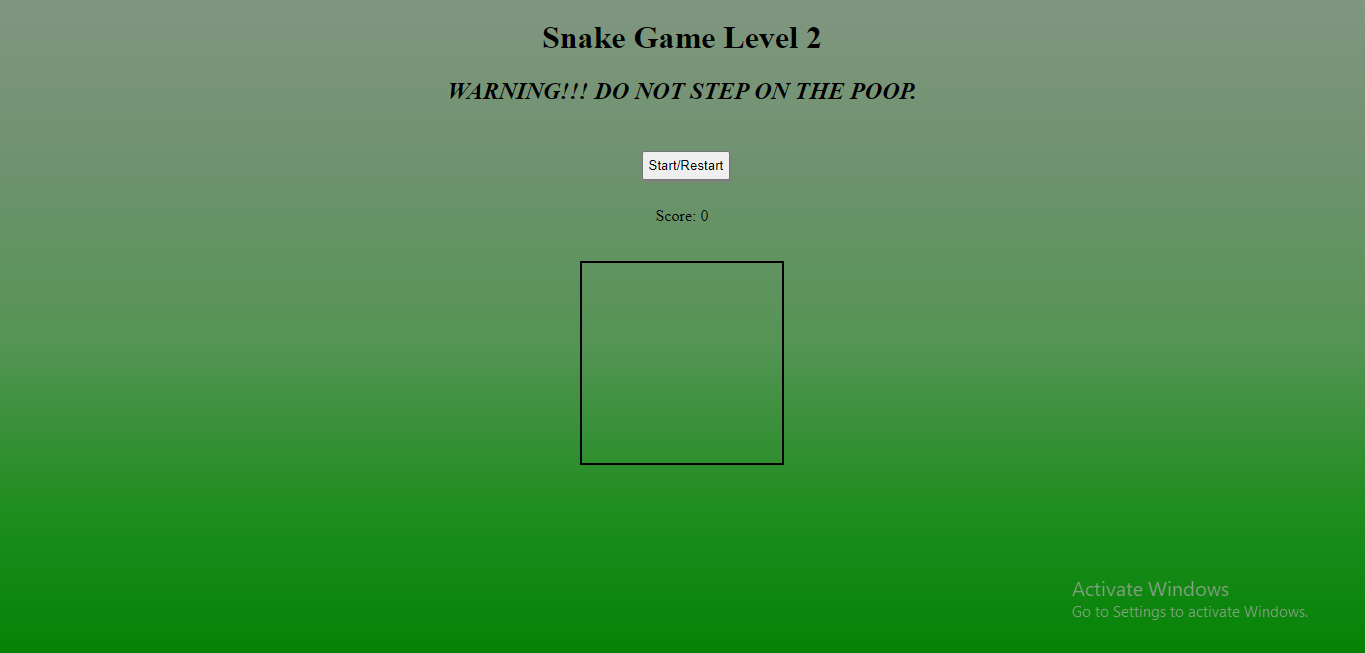 Snake Game Level 2
WARNING!!! DO NOT STEP ON THE POOP.
Start/Restart
Score: 0
Activate Windows
Go to Settings to activate Windows.